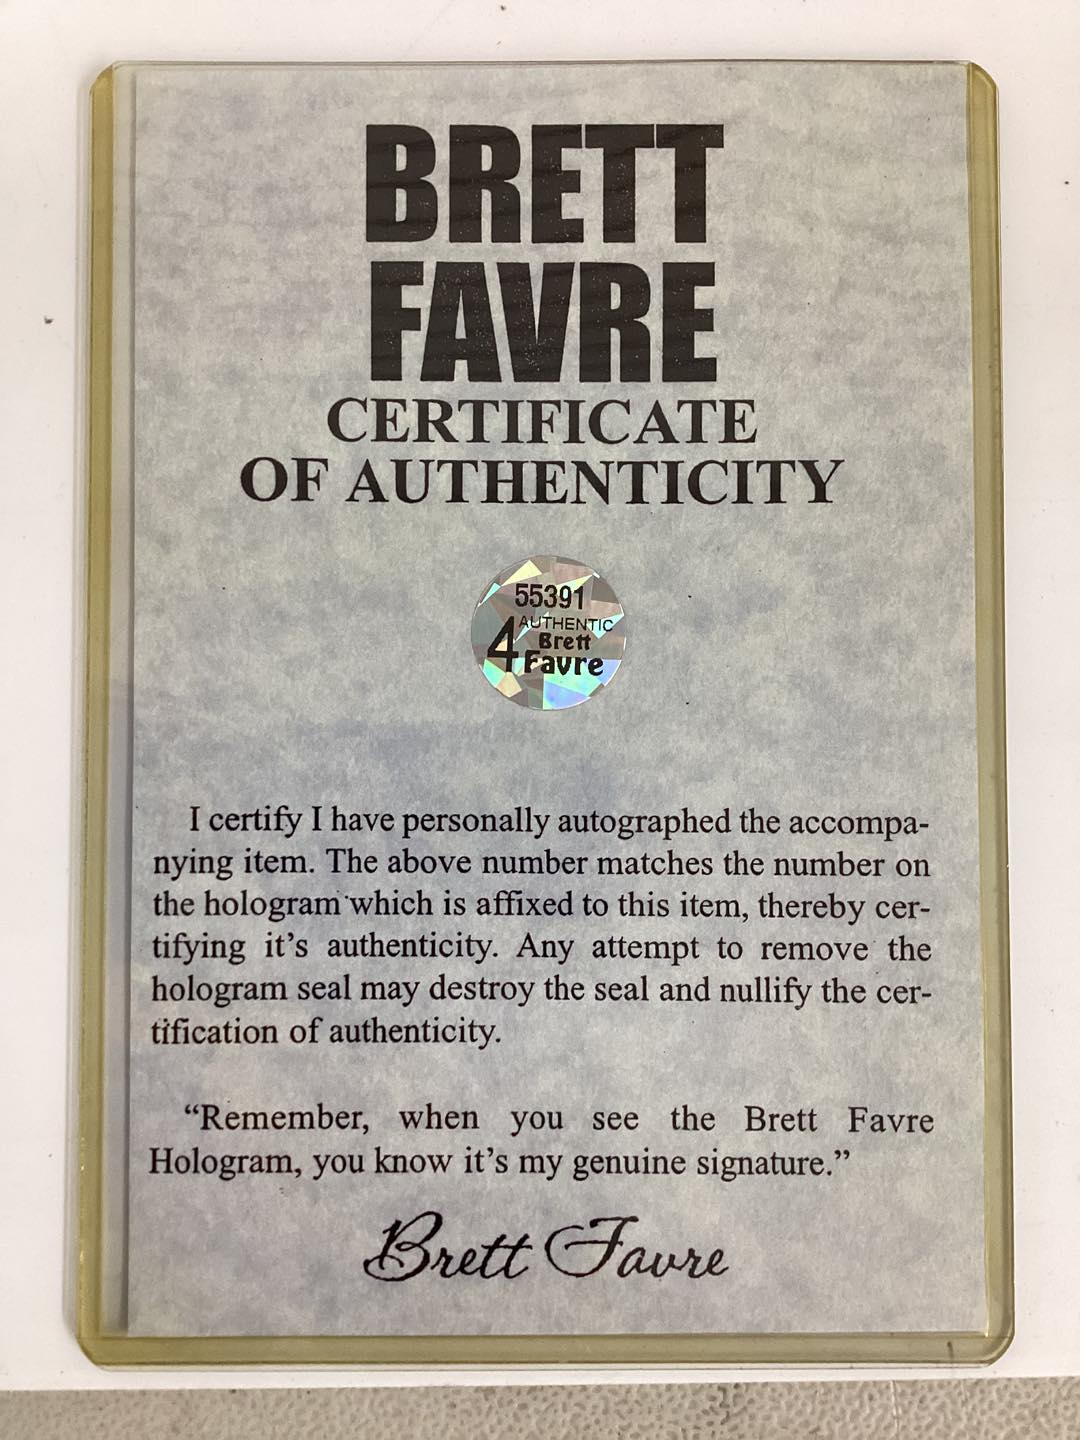 BRETT
FAVRE
CERTIFICATE
OF AUTHENTICITY
55391
AUTHENTIC
4 Brett
Favre
I certify I have personally autographed the accompa-
nying item. The above number matches the number on
the hologram which is affixed to this item, thereby cer-
tifying it's authenticity. Any attempt to remove the
hologram seal may destroy the seal and nullify the cer-
tification of authenticity.
“Remember, when you see the Brett Favre
Hologram, you know it's my genuine signature.”
Brett Favre